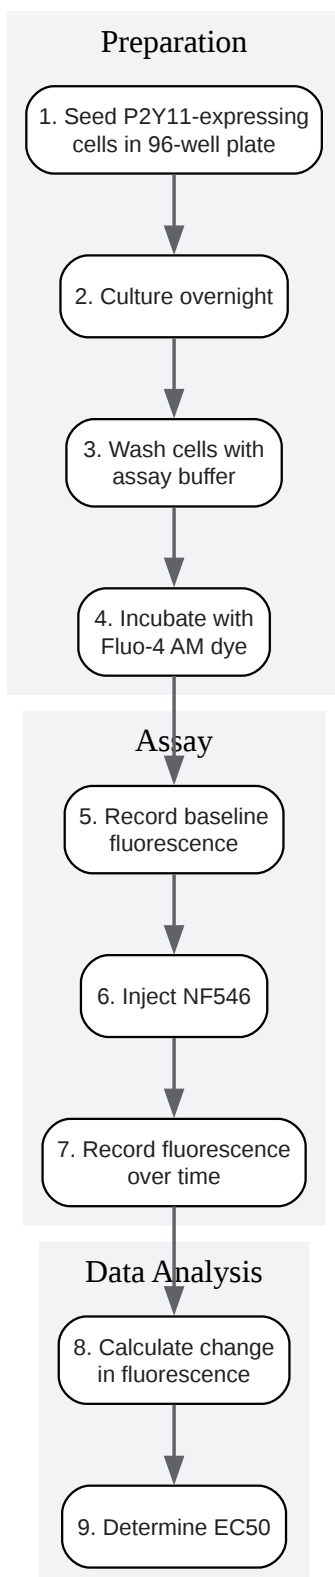 Preparation
1. Seed P2Y11-expressing
cells in 96-well plate
2. Culture overnight
3. Wash cells with
assay buffer
4. Incubate with
Fluo-4 AM dye
Assay
5. Record baseline
fluorescence
6. Inject NF546
7. Record fluorescence
over time
Data Analysis
8. Calculate change
in fluorescence
9. Determine EC50